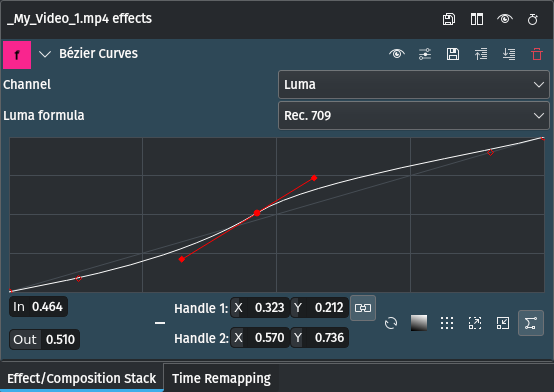 _My_Video_1.mp4 effects
f Bézier Curves
Channel Luma
Luma formula Rec. 709
In 0.464 Handle 1: X 0.323 Y 0.212
Out 0.510 Handle 2: X 0.570 Y 0.736
Effect/Composition Stack Time Remapping